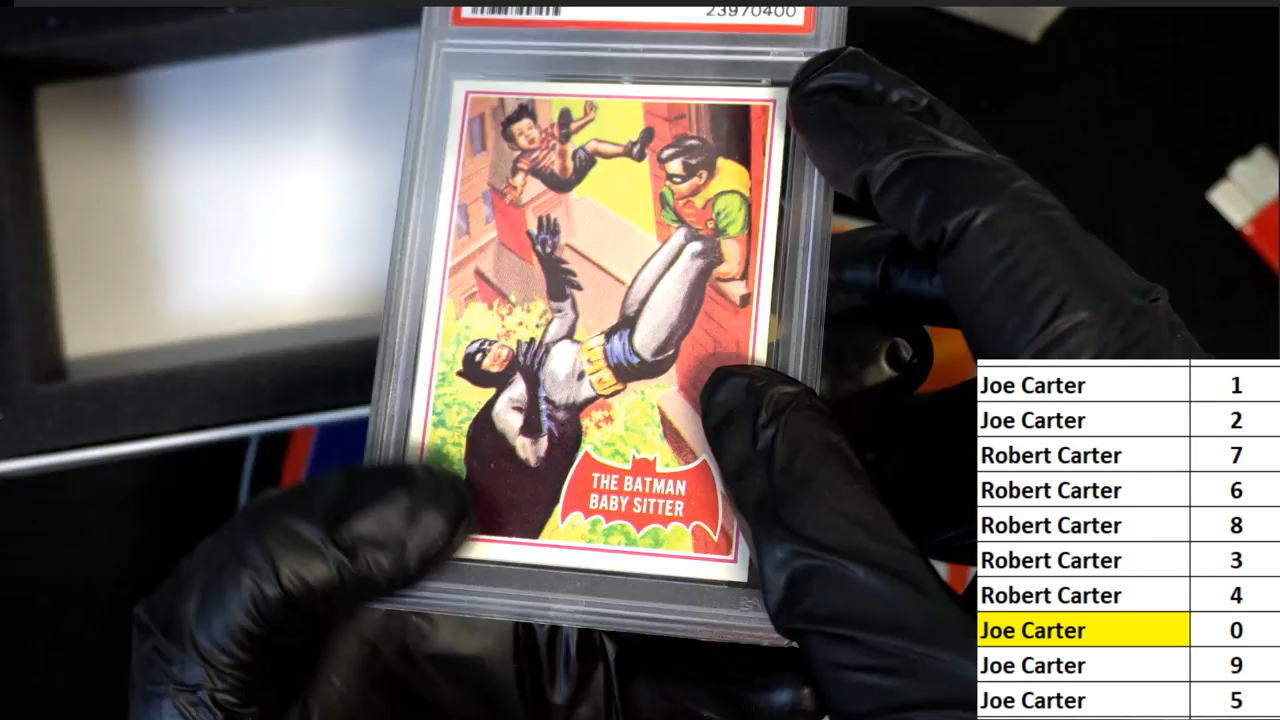 23970400
THE BATMAN
BABY SITTER
Joe Carter 1
Joe Carter 2
Robert Carter 7
Robert Carter 6
Robert Carter 8
Robert Carter 3
Robert Carter 4
Joe Carter 0
Joe Carter 9
Joe Carter 5